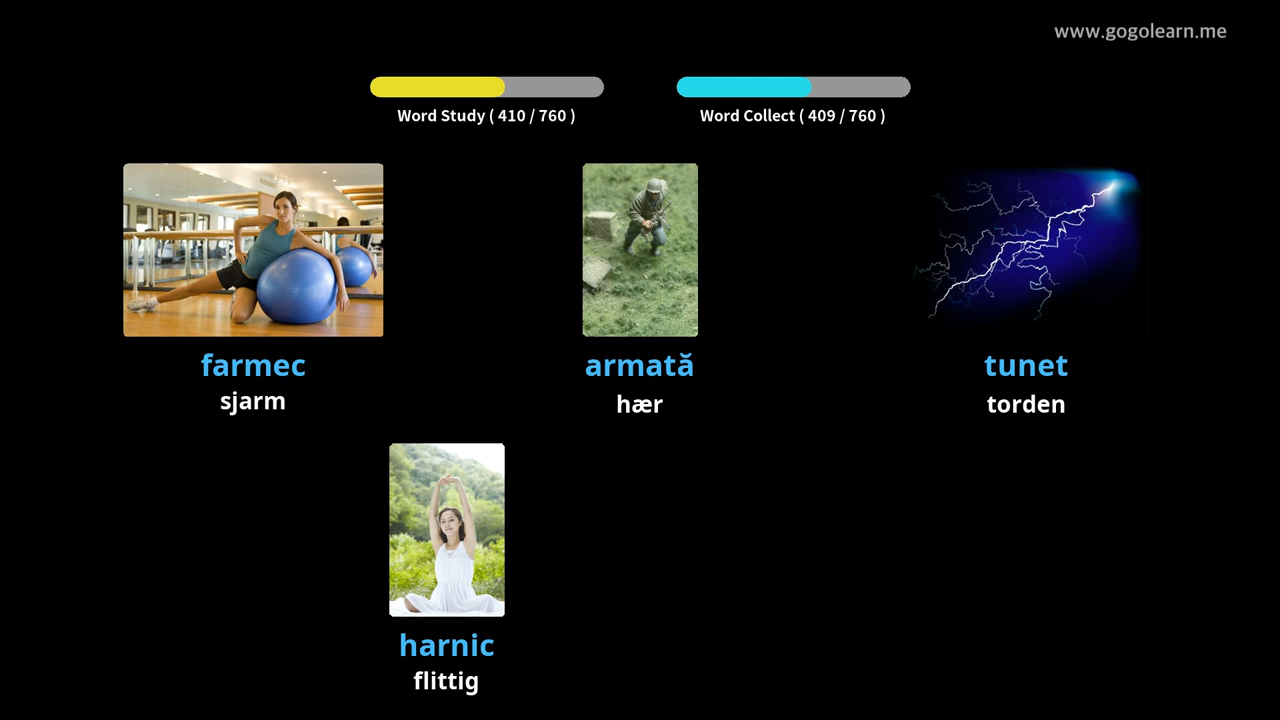 www.gogolearn.me
Word Study ( 410 / 760 )
Word Collect ( 409 / 760 )
farmec
sjarm
armată
hær
tunet
torden
harnic
flittig